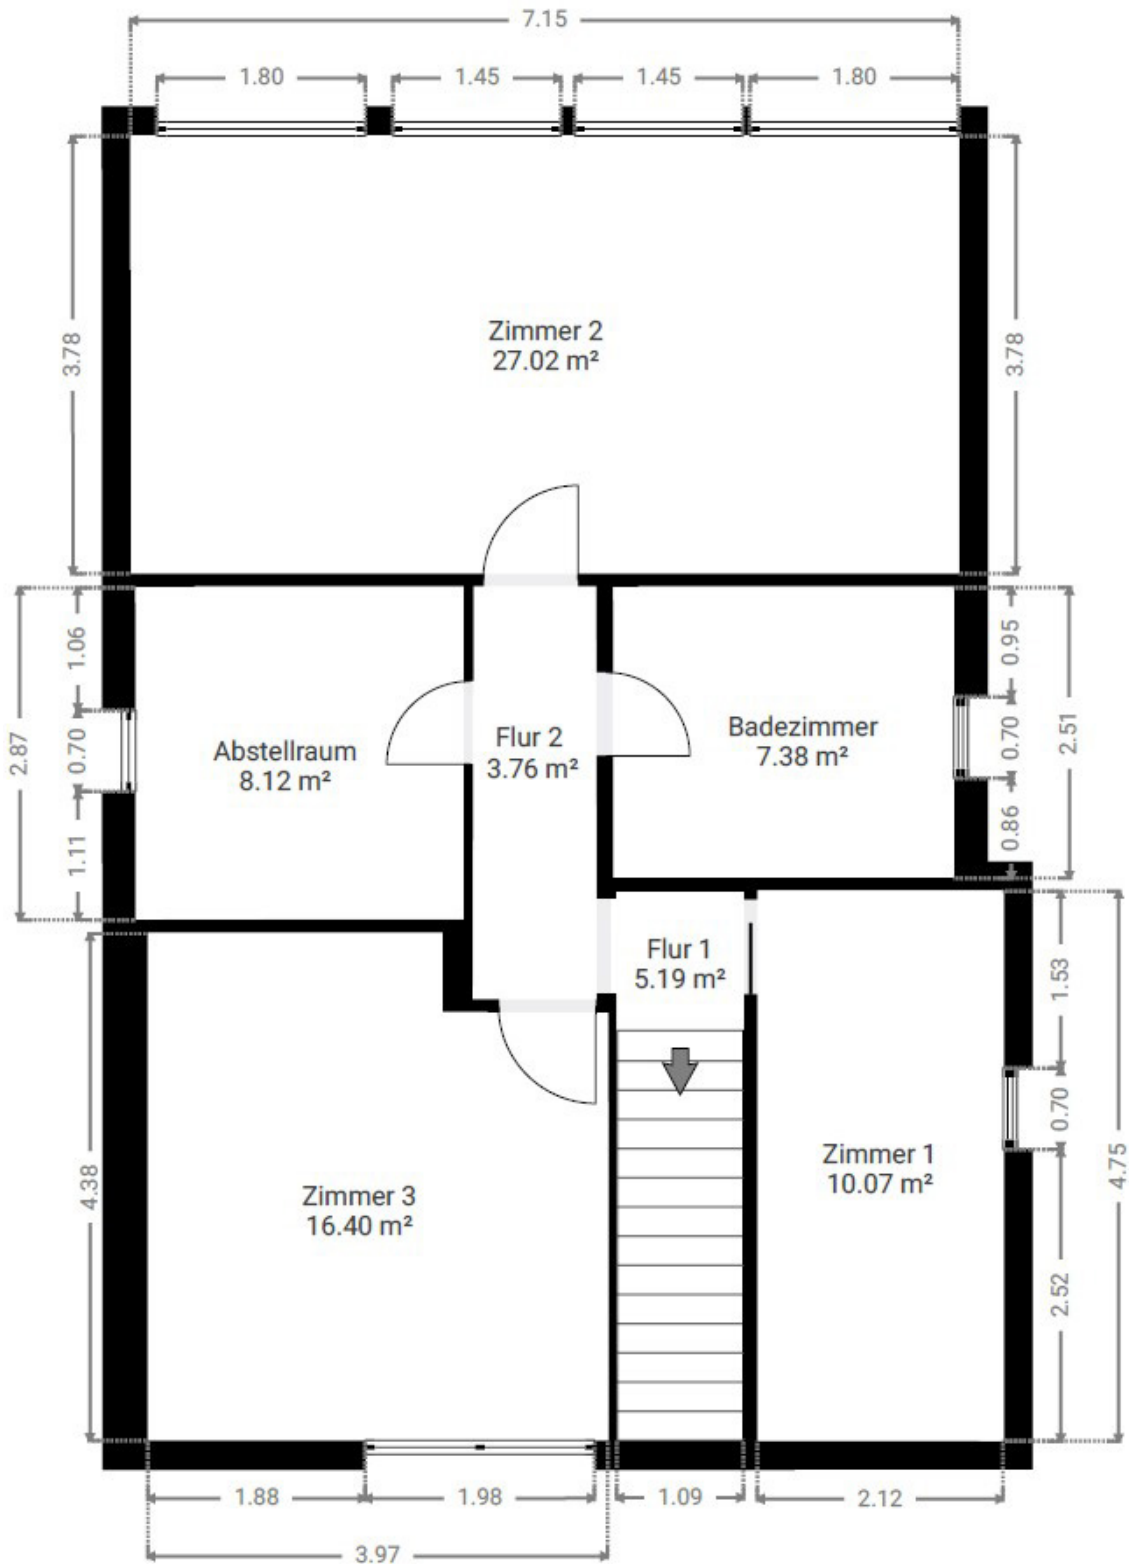 7.15
1.80
1.45
1.45
1.80
3.78
3.78
Zimmer 2
27.02 m²
1.06
0.95
2.87
0.70
Abstellraum
8.12 m²
Flur 2
3.76 m²
Badezimmer
7.38 m²
0.70
2.51
1.11
0.86
Flur 1
5.19 m²
1.53
4.38
0.70
4.75
Zimmer 3
16.40 m²
Zimmer 1
10.07 m²
2.52
1.88
1.98
1.09
2.12
3.97